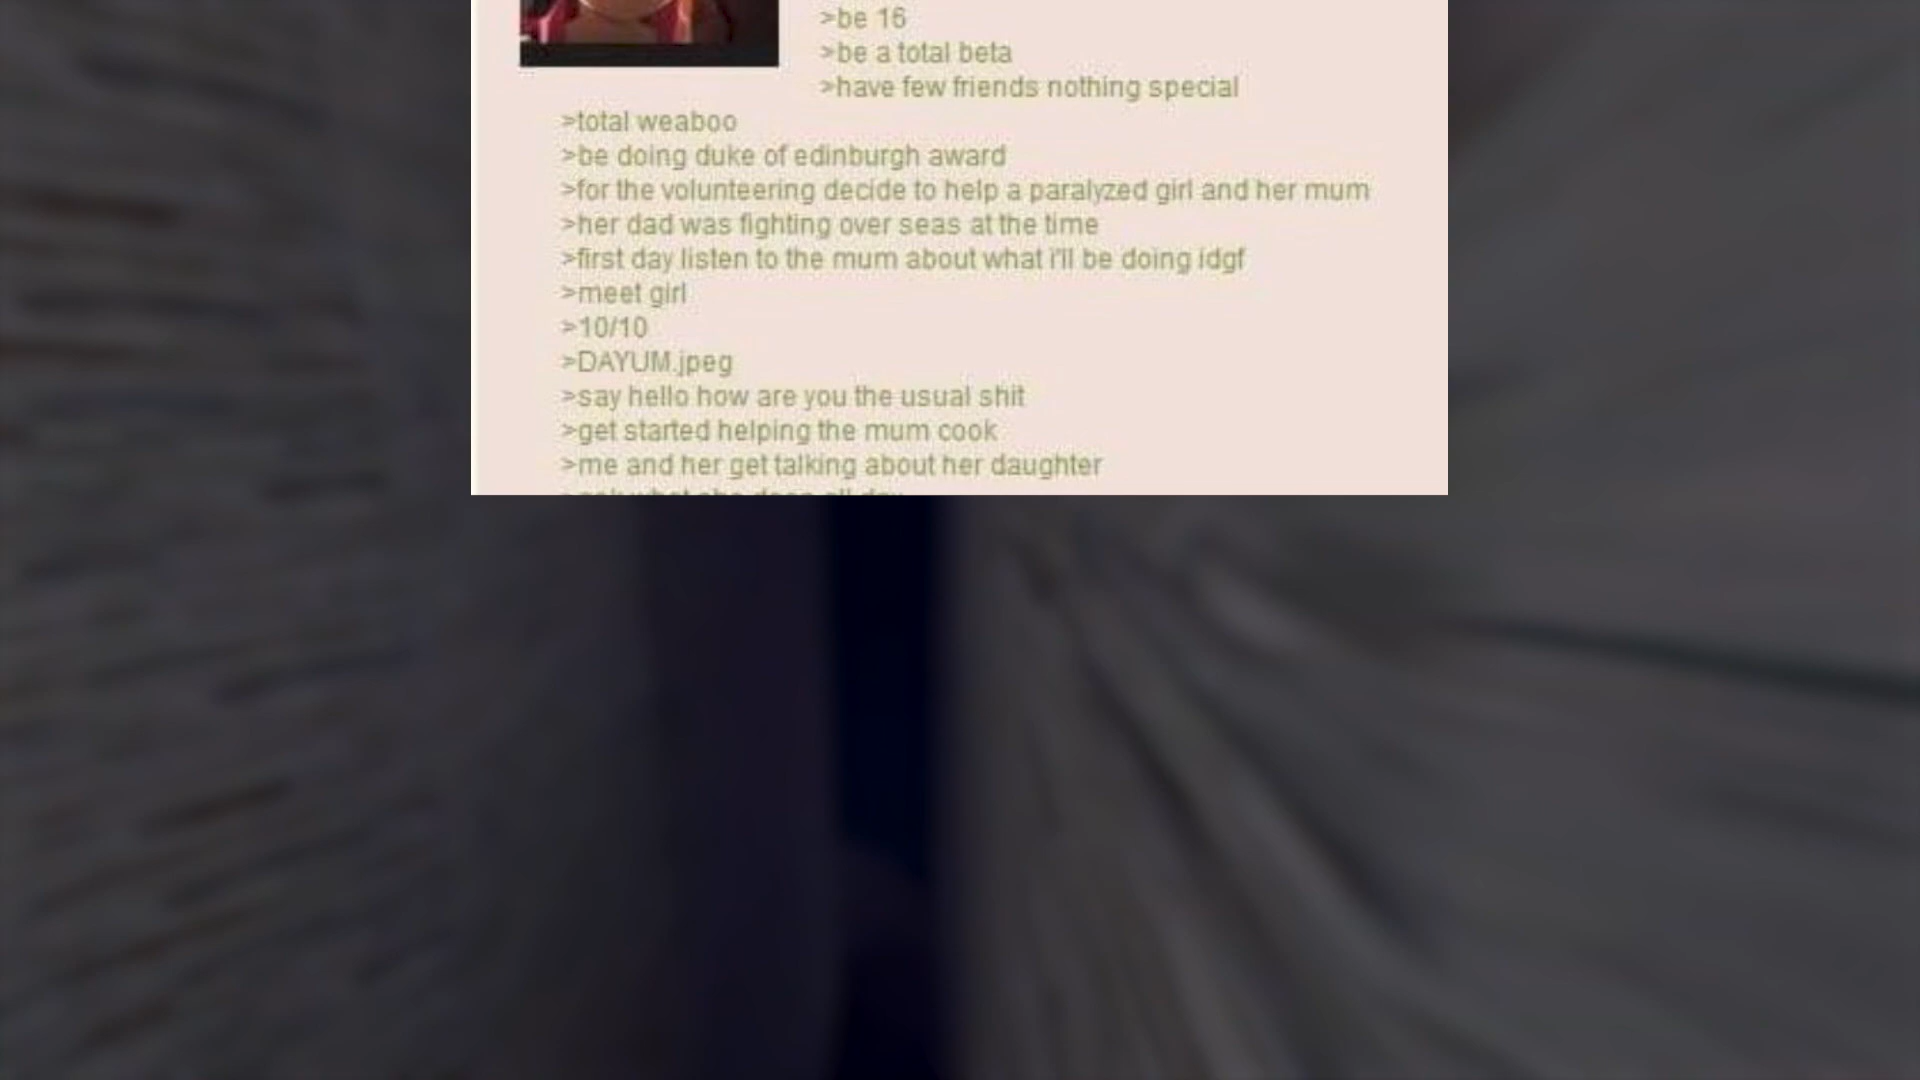 >be 16
>be a total beta
>have few friends nothing special
>total weaboo
>be doing duke of edinburgh award
>for the volunteering decide to help a paralyzed girl and her mum
>her dad was fighting over seas at the time
>first day listen to the mum about what i'll be doing idgf
>meet girl
>10/10
>DAYUM.jpeg
>say hello how are you the usual shit
>get started helping the mum cook
>me and her get talking about her daughter